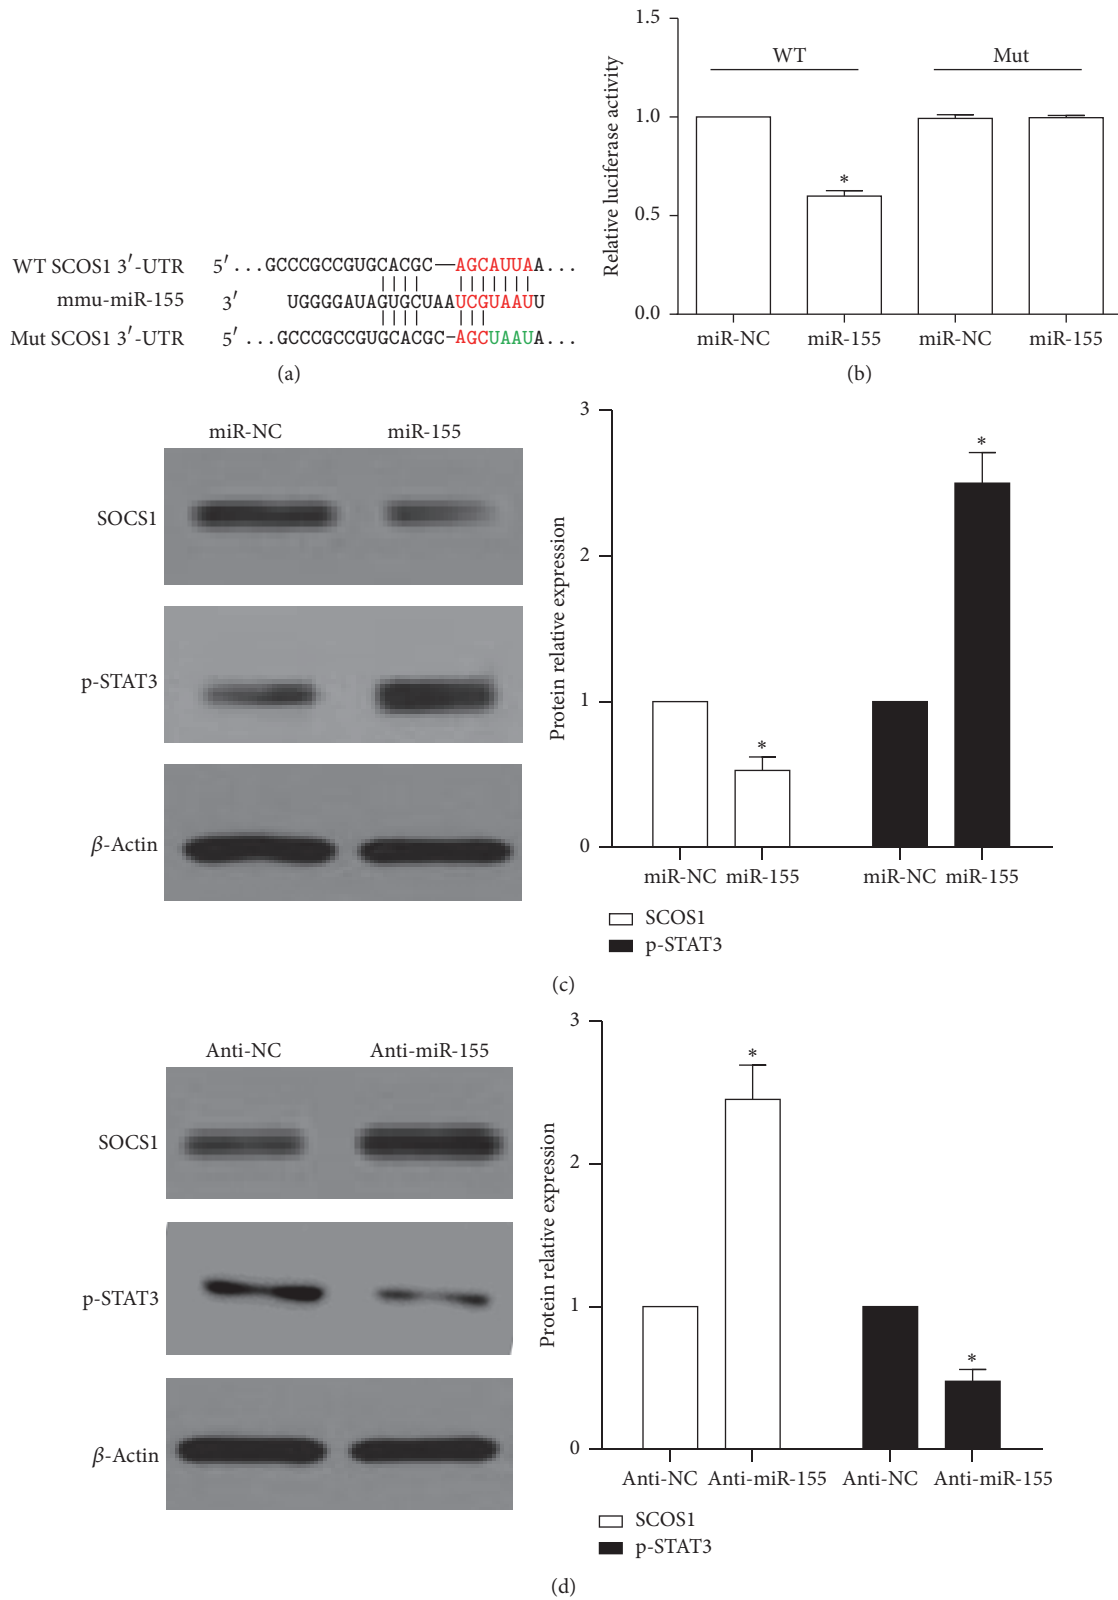 WT SCOS1 3′-UTR 5′ ...GCCCGCCGUGCACGC—AGCAUUAA...
mmu-miR-155 3′ UGGGGAUAGUGCUAAUCGUAAUU
Mut SCOS1 3′-UTR 5′ ...GCCCGCCGUGCACGC-AGCUAAUA...
(a)
Relative luciferase activity
1.5
1.0
0.5
0.0
WT
Mut
*
miR-NC miR-155 miR-NC miR-155
(b)
miR-NC miR-155
SOCS1
p-STAT3
β-Actin
Protein relative expression
3
2
1
0
*
*
miR-NC miR-155 miR-NC miR-155
SCOS1
p-STAT3
(c)
Anti-NC Anti-miR-155
SOCS1
p-STAT3
β-Actin
Protein relative expression
3
2
1
0
*
*
Anti-NC Anti-miR-155 Anti-NC Anti-miR-155
SCOS1
p-STAT3
(d)